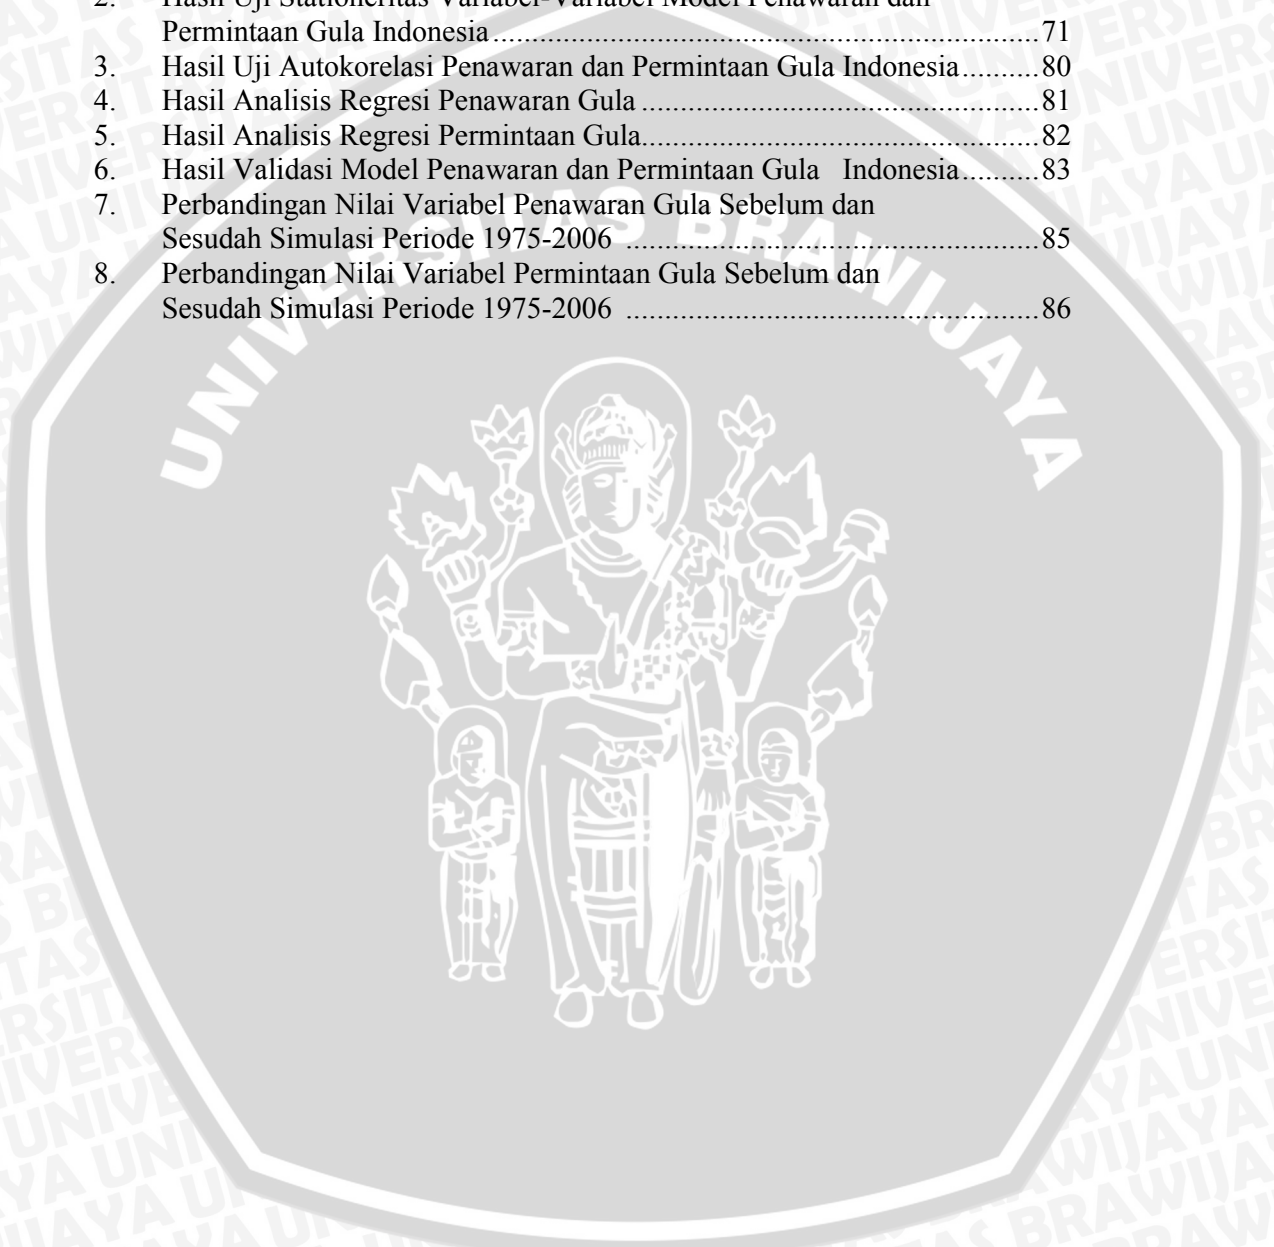 2. Hasil Uji Stationeritas Variabel-Variabel Model Penawaran dan
Permintaan Gula Indonesia.......................................................................71
3. Hasil Uji Autokorelasi Penawaran dan Permintaan Gula Indonesia..........80
4. Hasil Analisis Regresi Penawaran Gula ....................................................81
5. Hasil Analisis Regresi Permintaan Gula....................................................82
6. Hasil Validasi Model Penawaran dan Permintaan Gula Indonesia..........83
7. Perbandingan Nilai Variabel Penawaran Gula Sebelum dan
Sesudah Simulasi Periode 1975-2006 ......................................................85
8. Perbandingan Nilai Variabel Permintaan Gula Sebelum dan
Sesudah Simulasi Periode 1975-2006 ......................................................86
UNIVERSITAS BRAWIJAYA